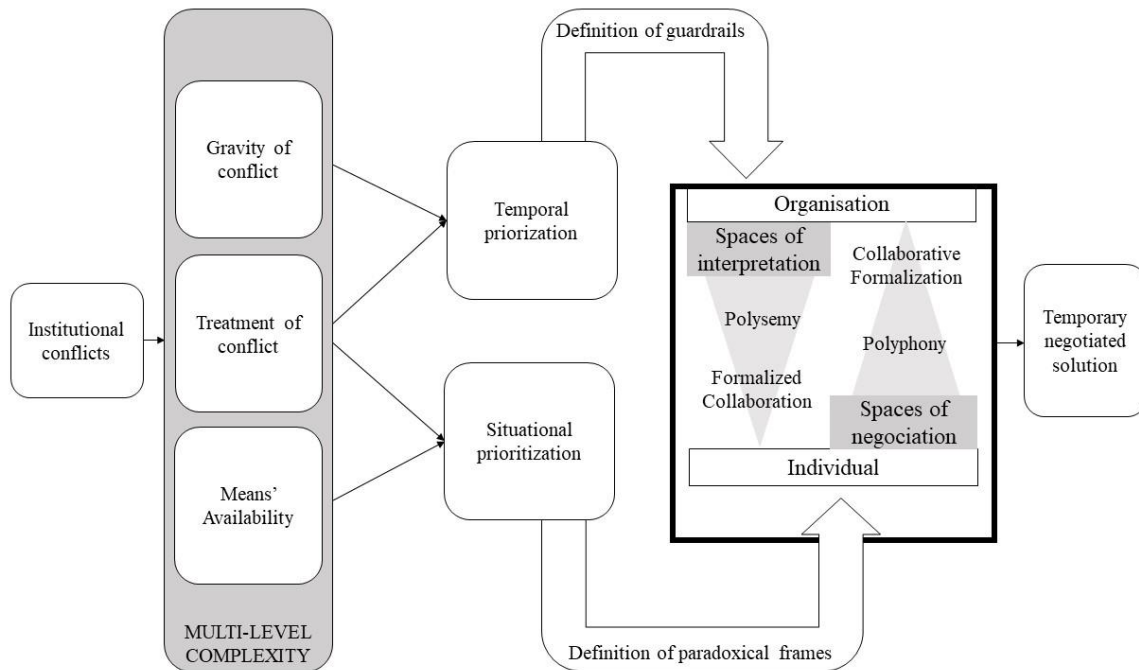 Institutional
conflicts
Gravity of
conflict
Treatment of
conflict
Means’
Availability
MULTI-LEVEL
COMPLEXITY
Temporal
priorization
Situational
prioritization
Definition of guardrails
Definition of paradoxical frames
Organisation
Spaces of
interpretation
Polysemy
Formalized
Collaboration
Collaborative
Formalization
Polyphony
Spaces of
negociation
Individual
Temporary
negotiated
solution